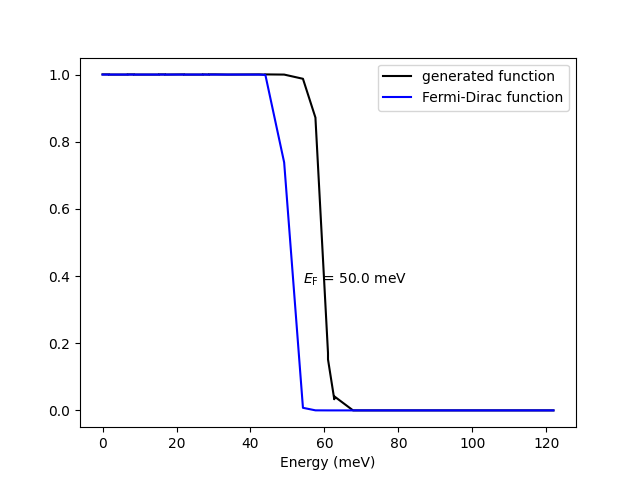 generated function
Fermi-Dirac function
1.0
0.8
0.6
0.4
0.2
0.0
E_F = 50.0 meV
0 20 40 60 80 100 120
Energy (meV)